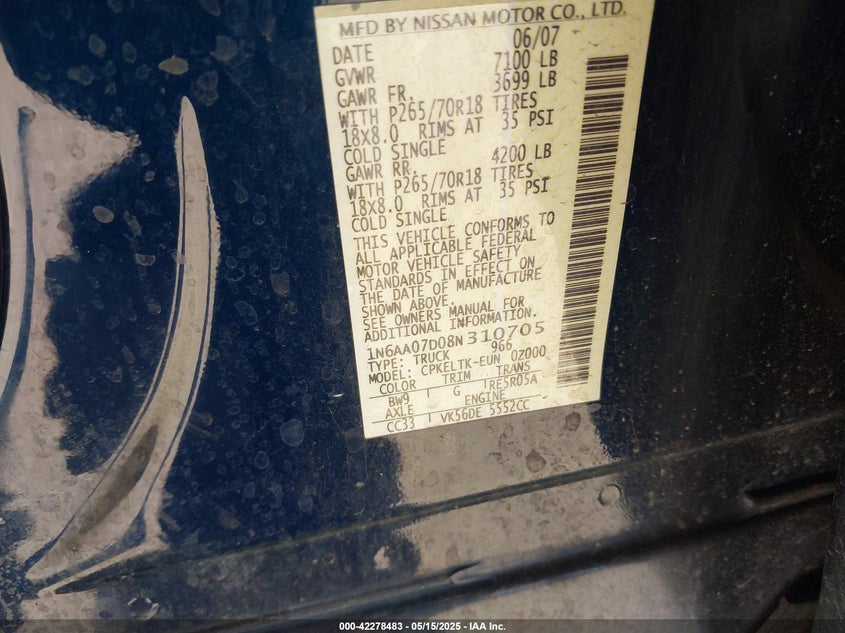 MFD BY NISSAN MOTOR CO., LTD.
DATE 06/07
GVWR 7100 LB
GAWR FR. 3699 LB
WITH P265/70R18 TIRES
18X8.0 RIMS AT 35 PSI
COLD SINGLE
GAWR RR. 4200 LB
WITH P265/70R18 TIRES
18X8.0 RIMS AT 35 PSI
COLD SINGLE
THIS VEHICLE CONFORMS TO
ALL APPLICABLE FEDERAL
MOTOR VEHICLE SAFETY
STANDARDS IN EFFECT ON
THE DATE OF MANUFACTURE
SHOWN ABOVE.
SEE OWNERS MANUAL FOR
ADDITIONAL INFORMATION
1N6AA07D08N310705
TYPE: TRUCK 966
MODEL: CPKELTK-EUN 0Z000
COLOR TRIM TRANS
BW9 G RE5R05A
AXLE ENGINE
CC33 VK56DE 5552CC
000-42278483 - 05/15/2025 - IAA Inc.